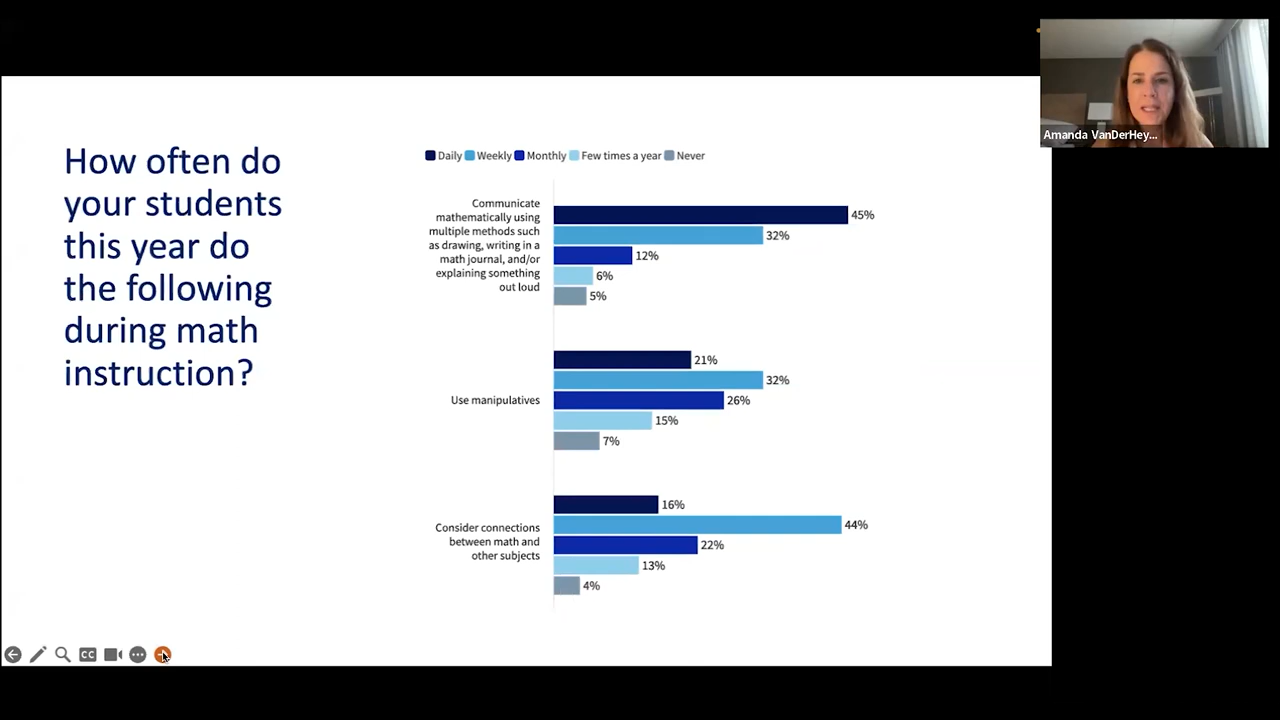 Amanda VanDerHey...
How often do
your students
this year do
the following
during math
instruction?
Daily Weekly Monthly Few times a year Never
Communicate
mathematically using
multiple methods such
as drawing, writing in a
math journal, and/or
explaining something
out loud
45%
32%
12%
6%
5%
Use manipulatives
21%
32%
26%
15%
7%
Consider connections
between math and
other subjects
16%
44%
22%
13%
4%
CC